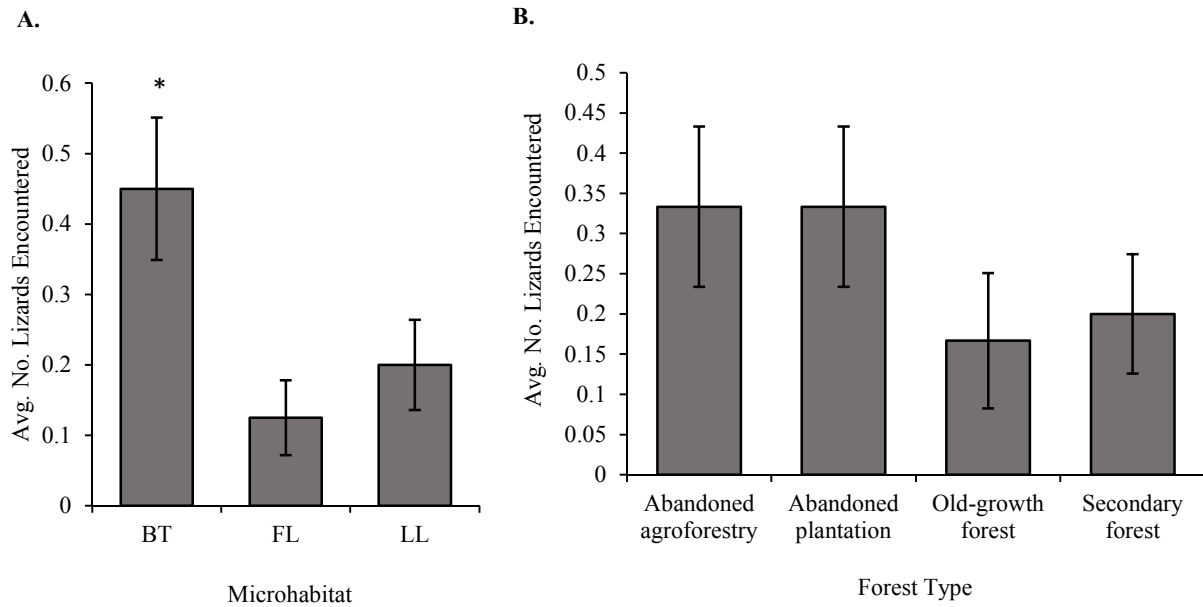 A.
Avg. No. Lizards Encountered
0.6
0.5
0.4
0.3
0.2
0.1
0
*
BT
FL
LL
Microhabitat
B.
Avg. No. Lizards Encountered
0.5
0.45
0.4
0.35
0.3
0.25
0.2
0.15
0.1
0.05
0
Abandoned
agroforestry
Abandoned
plantation
Old-growth
forest
Secondary
forest
Forest Type